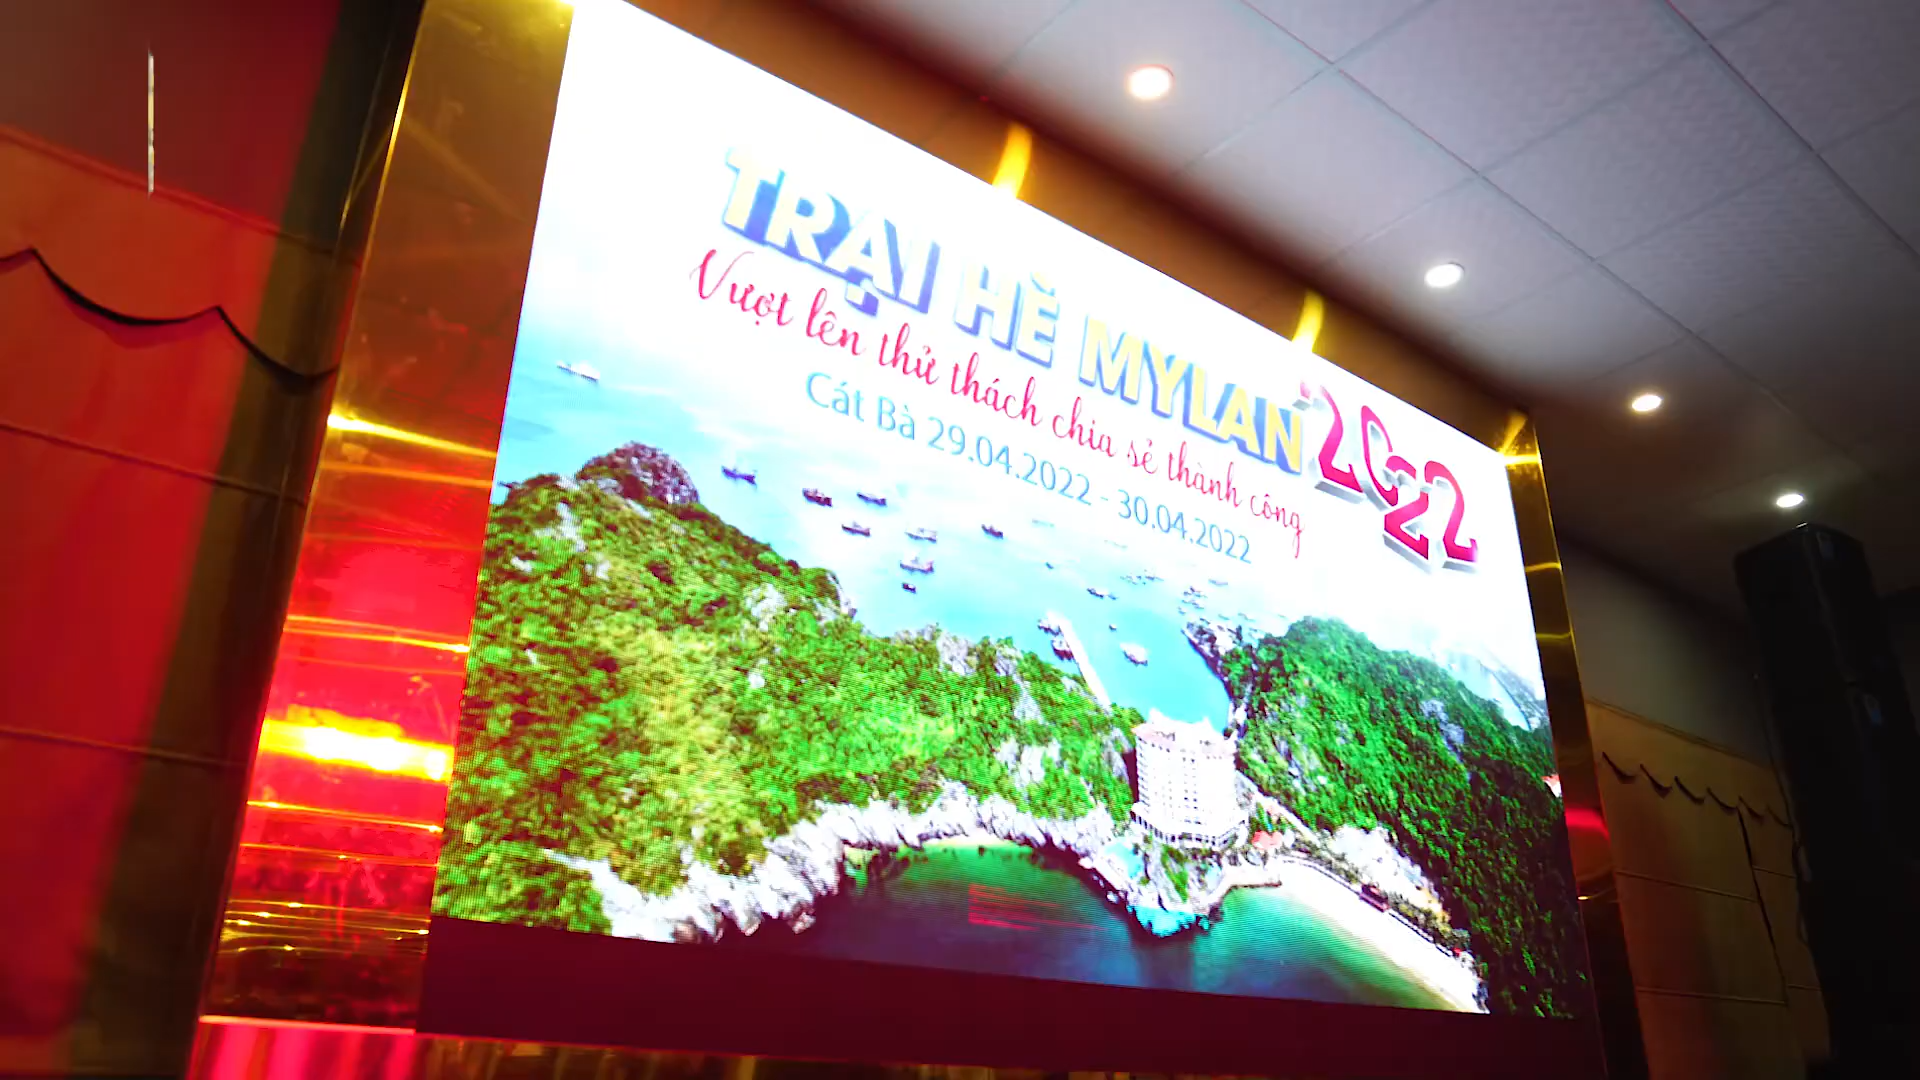 TRẠI HÈ MYLAN 2022
Vượt lên thử thách chia sẻ thành công
Cát Bà 29.04.2022 - 30.04.2022